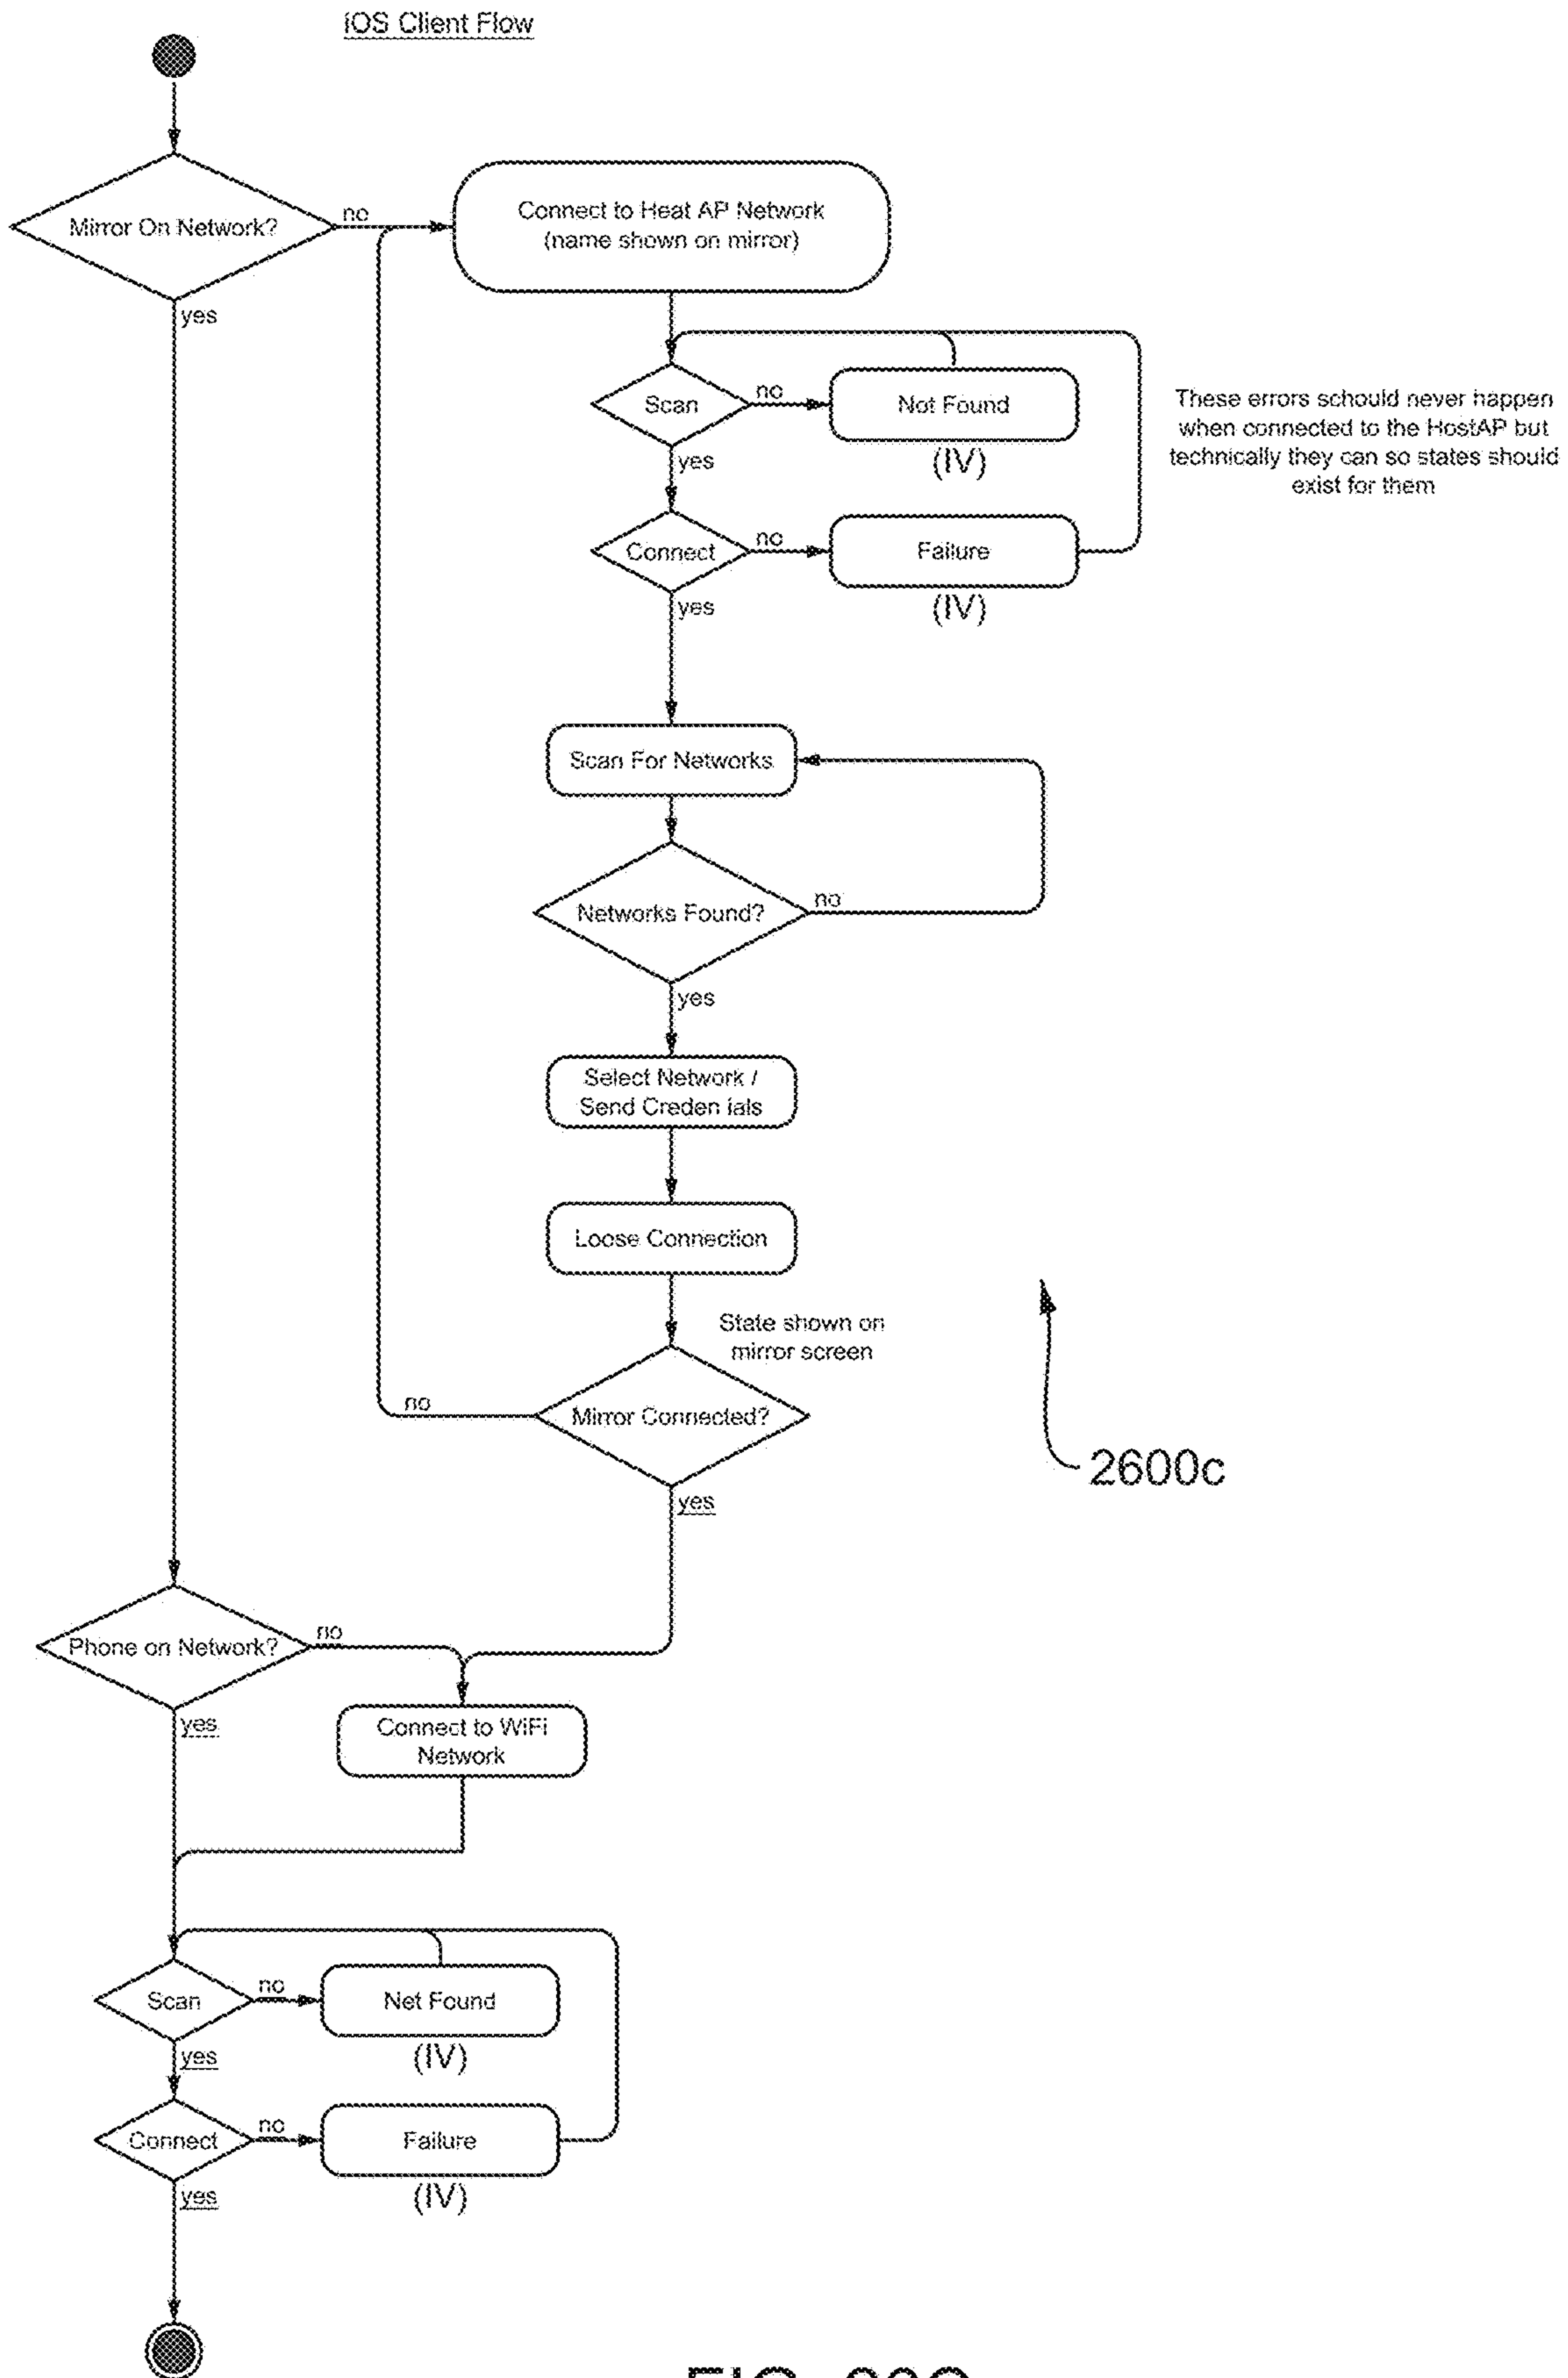 iOS Client Flow
Mirror On Network?
no
yes
Connect to Heat AP Network
(name shown on mirror)
Scan
no
Not Found
(IV)
yes
These errors schould never happen
when connected to the HostAP but
technically they can so states should
exist for them
Connect
no
Failure
(IV)
yes
Scan For Networks
Networks Found?
no
yes
Select Network /
Send Creden ials
Loose Connection
State shown on
mirror screen
Mirror Connected?
no
yes
2600c
Phone on Network?
no
yes
Connect to WiFi
Network
Scan
no
Net Found
(IV)
yes
Connect
no
Failure
(IV)
yes